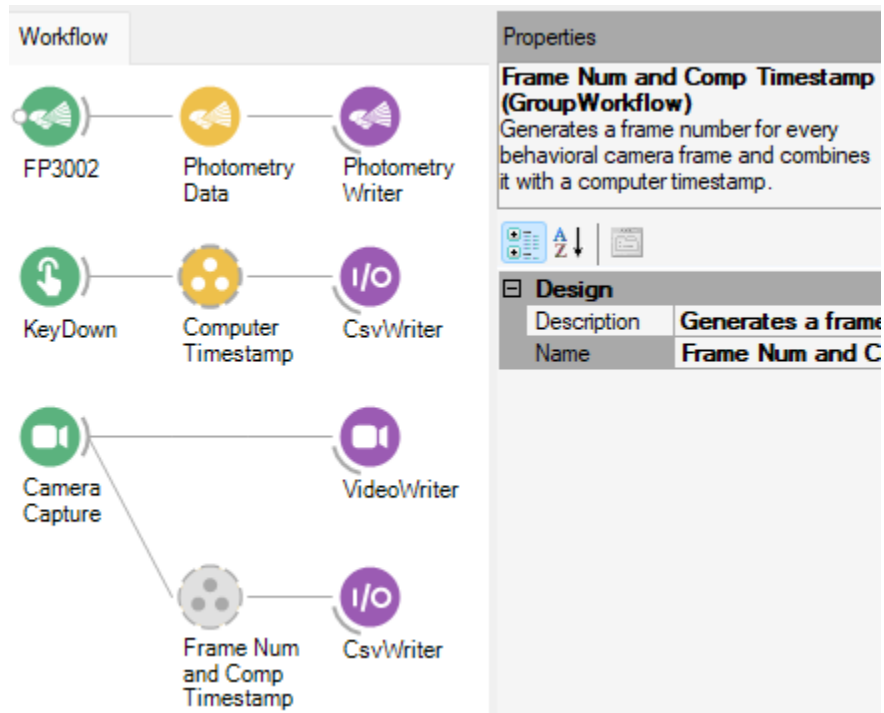 Workflow
FP3002
Photometry
Data
Photometry
Writer
KeyDown
Computer
Timestamp
I/O
CsvWriter
Camera
Capture
VideoWriter
Frame Num
and Comp
Timestamp
I/O
CsvWriter
Properties
Frame Num and Comp Timestamp
(GroupWorkflow)
Generates a frame number for every
behavioral camera frame and combines
it with a computer timestamp.
A
Z
Design
Description Generates a frame
Name Frame Num and C